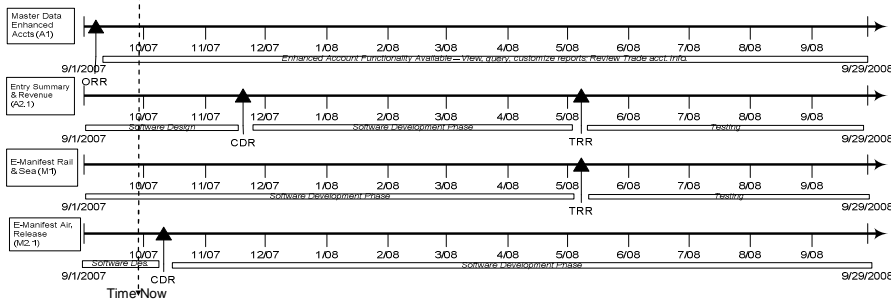 Master Data
Enhanced
Accts (A1)
10/07 11/07 12/07 1/08 2/08 3/08 4/08 5/08 6/08 7/08 8/08 9/08
Enhanced Account Functionality Available—View, query, customize reports; Review Trade acct. Info.
9/1/2007 9/29/2008
ORR
Entry Summary
& Revenue
(A2.1)
10/07 11/07 12/07 1/08 2/08 3/08 4/08 5/08 6/08 7/08 8/08 9/08
Software Design Software Development Phase Testing
9/1/2007 9/29/2008
CDR TRR
E-Manifest Rail
& Sea (M1)
10/07 11/07 12/07 1/08 2/08 3/08 4/08 5/08 6/08 7/08 8/08 9/08
Software Development Phase Testing
9/1/2007 9/29/2008
TRR
E-Manifest Air,
Release
(M2.1)
10/07 11/07 12/07 1/08 2/08 3/08 4/08 5/08 6/08 7/08 8/08 9/08
Software Des. Software Development Phase
9/1/2007 9/29/2008
CDR
Time Now